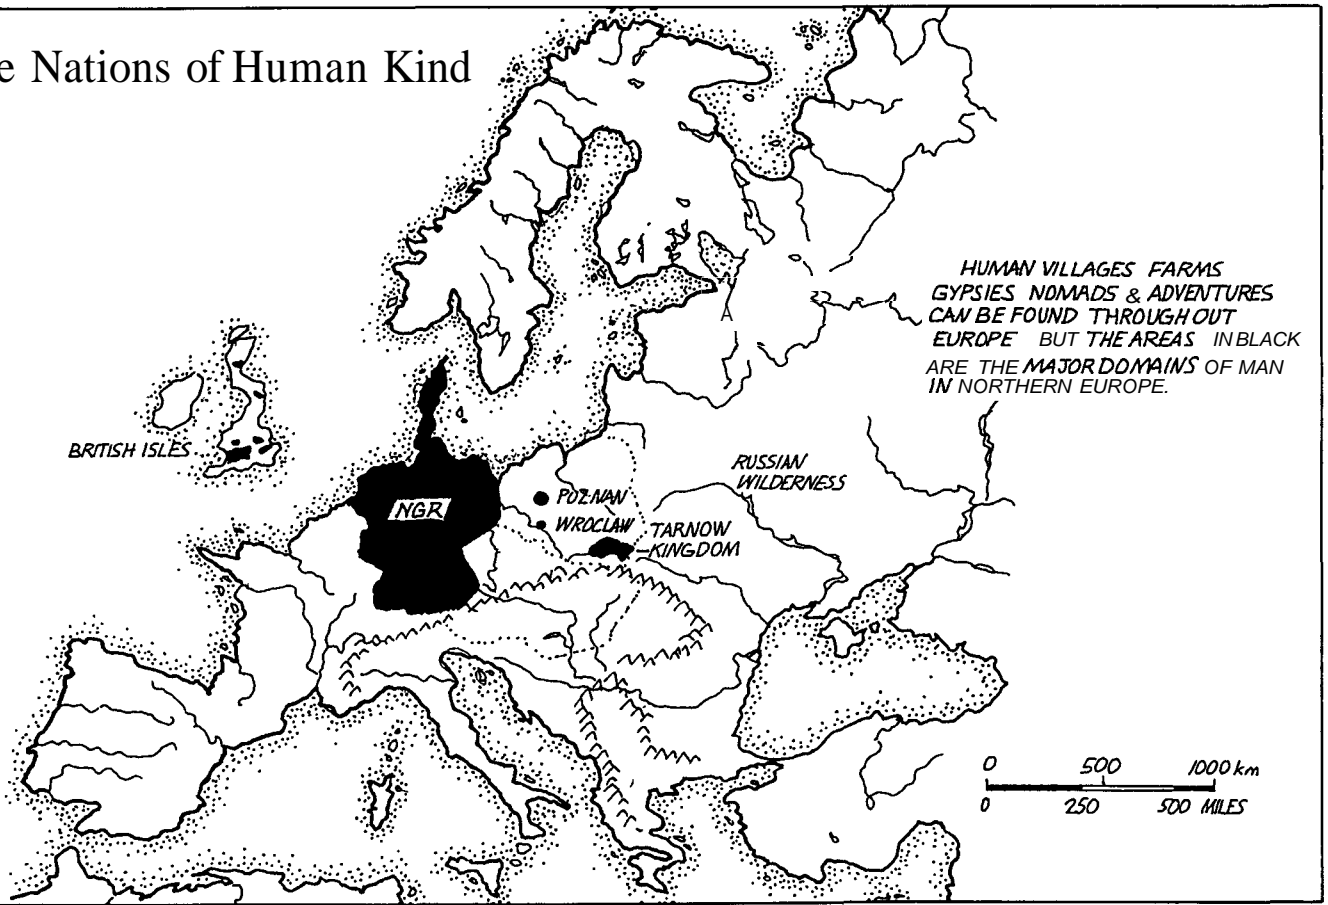 e Nations of Human Kind
HUMAN VILLAGES FARMS
GYPSIES NOMADS & ADVENTURES
CAN BE FOUND THROUGHOUT
EUROPE BUT THE AREAS IN BLACK
ARE THE MAJOR DOMAINS OF MAN
IN NORTHERN EUROPE.
A
BRITISH ISLES
NGR
POZNAN
WROCLAW
TARNOW
KINGDOM
RUSSIAN
WILDERNESS
0 500 1000 km
0 250 500 MILES